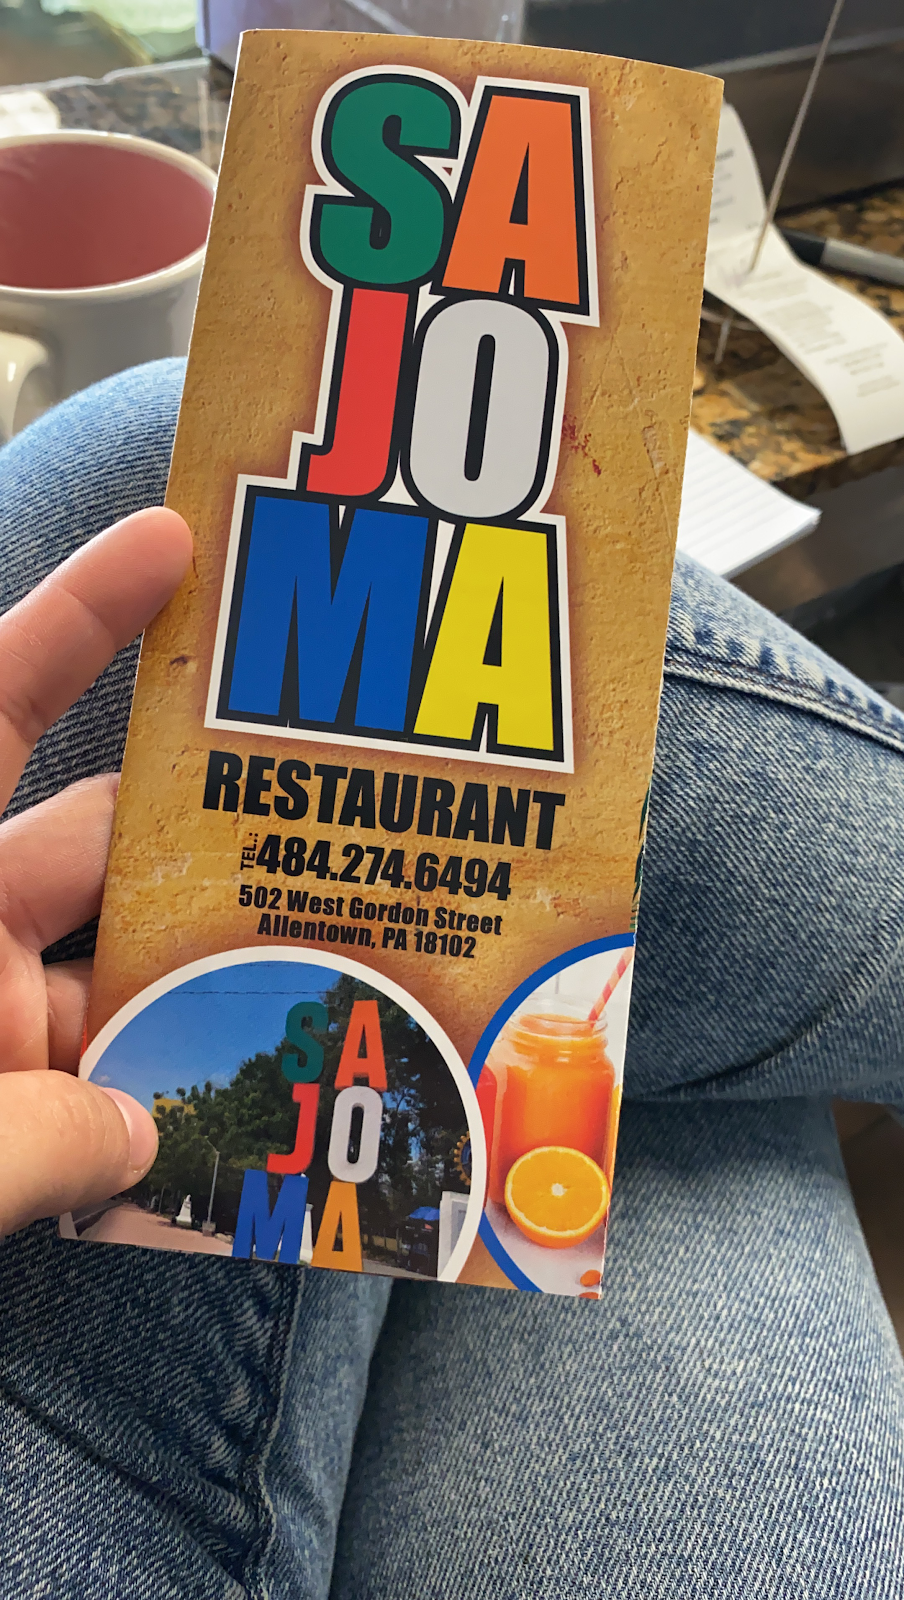 SA
JO
MA
RESTAURANT
TEL.: 484.274.6494
502 West Gordon Street
Allentown, PA 18102
SA
JO
MA